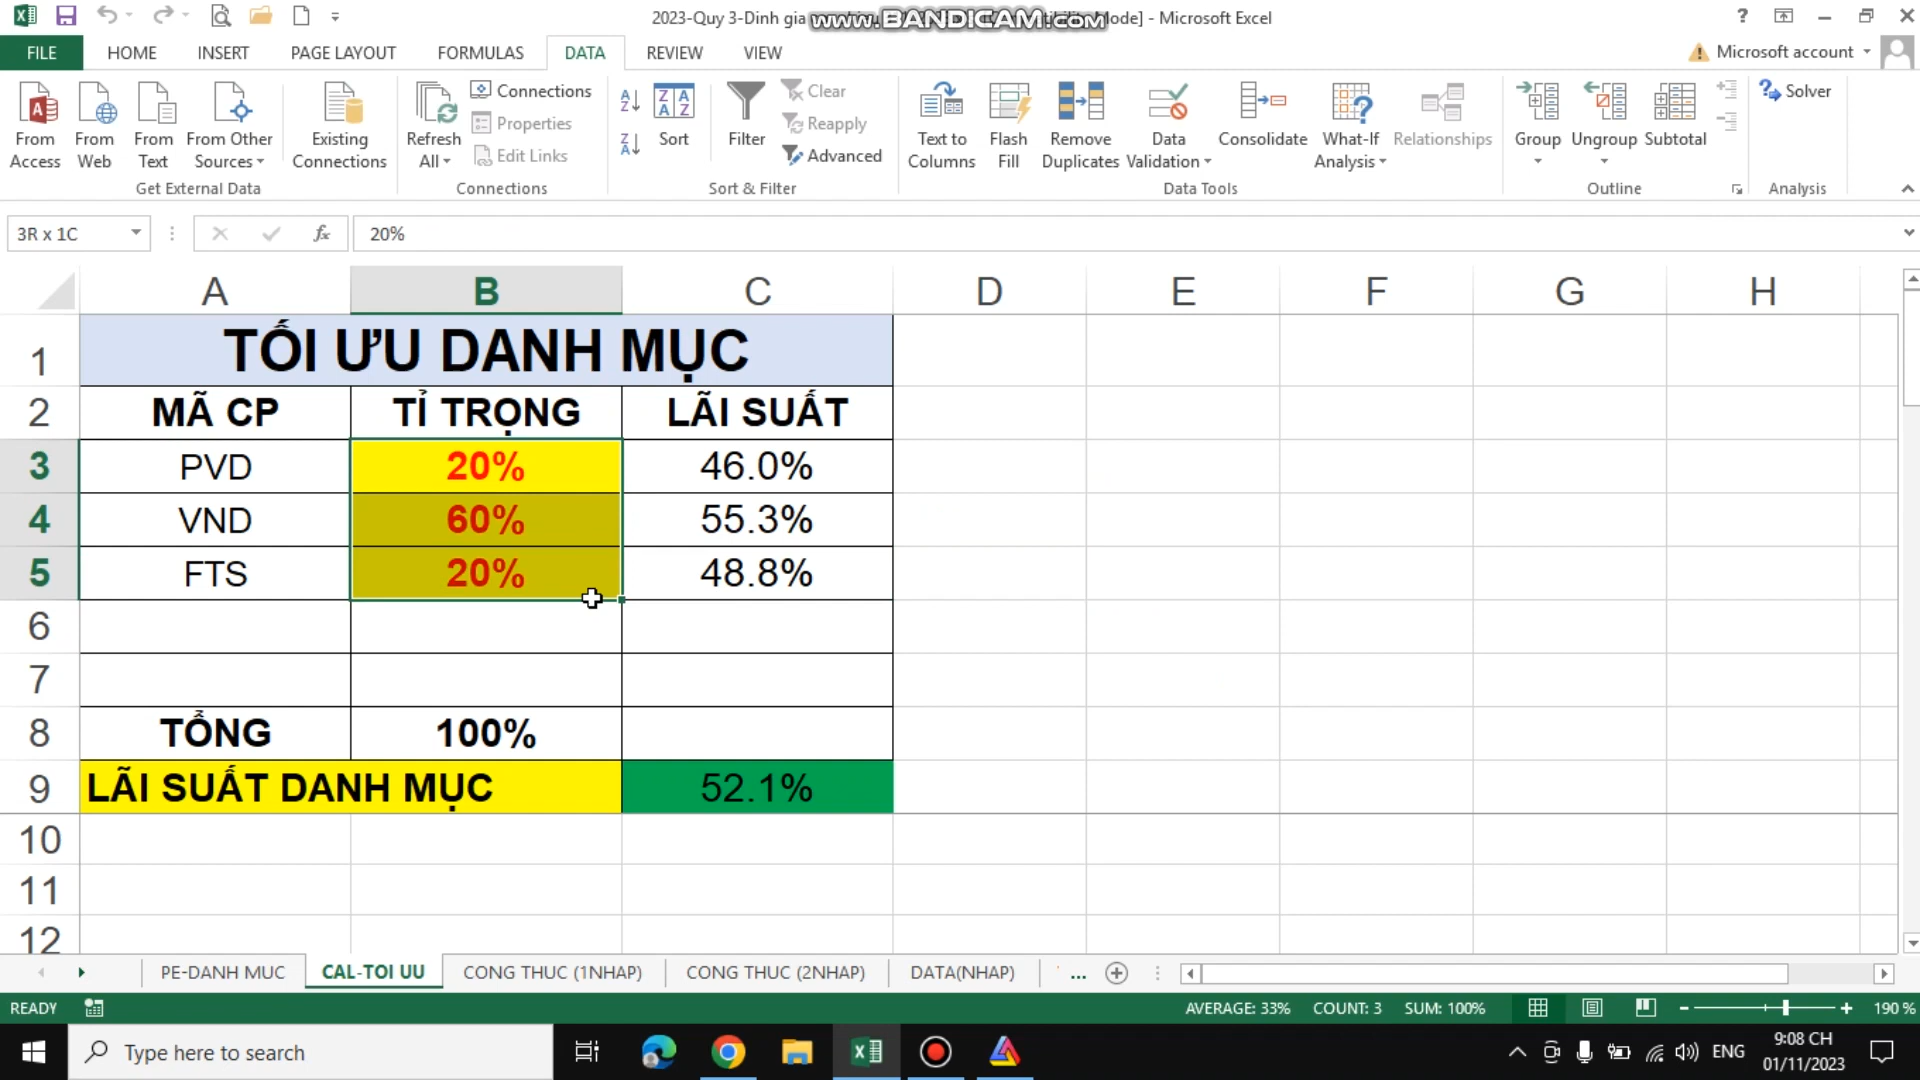 2023-Quy 3-Dinh gia
www.BANDICAM.com
Mode] - Microsoft Excel
FILE HOME INSERT PAGE LAYOUT FORMULAS DATA REVIEW VIEW
Microsoft account
From Access
From Web
From Text
From Other Sources
Existing Connections
Get External Data
Refresh All
Connections
Properties
Edit Links
Connections
Sort
Filter
Clear
Reapply
Advanced
Sort & Filter
Text to Columns
Flash Fill
Remove Duplicates
Data Validation
Consolidate
What-If Analysis
Relationships
Data Tools
Group
Ungroup
Subtotal
Outline
Solver
Analysis
3R x 1C
fx
20%
A B C D E F G H
1 TỐI ƯU DANH MỤC
2 MÃ CP TỈ TRỌNG LÃI SUẤT
3 PVD 20% 46.0%
4 VND 60% 55.3%
5 FTS 20% 48.8%
6
7
8 TỔNG 100%
9 LÃI SUẤT DANH MỤC 52.1%
10
11
12
PE-DANH MUC CAL-TOI UU CONG THUC (1NHAP) CONG THUC (2NHAP) DATA(NHAP) ...
READY AVERAGE: 33% COUNT: 3 SUM: 100% 190 %
Type here to search
ENG
9:08 CH
01/11/2023